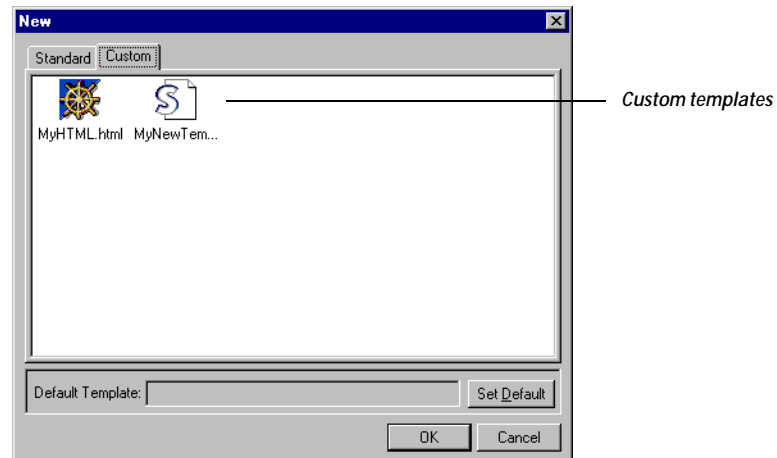 New
Standard Custom
Custom templates
MyHTML.html MyNewTem...
Default Template: Set Default
OK Cancel